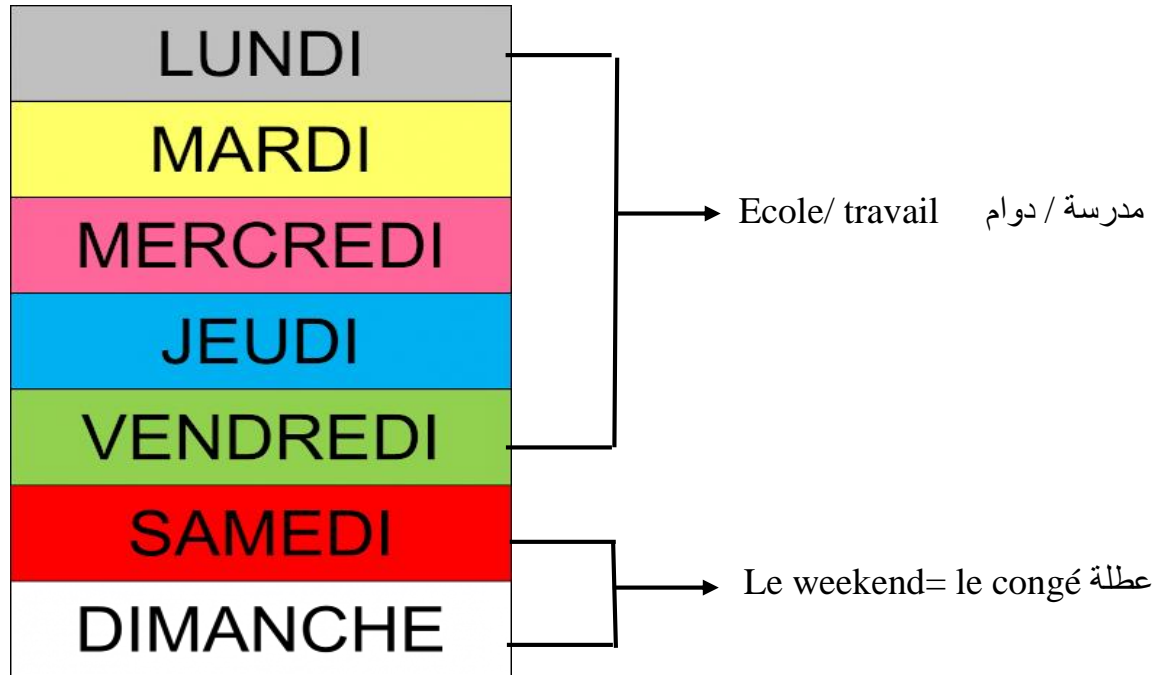 LUNDI
MARDI
MERCREDI
Ecole/ travail مدرسة / دوام
JEUDI
VENDREDI
SAMEDI
Le weekend= le congé عطلة
DIMANCHE